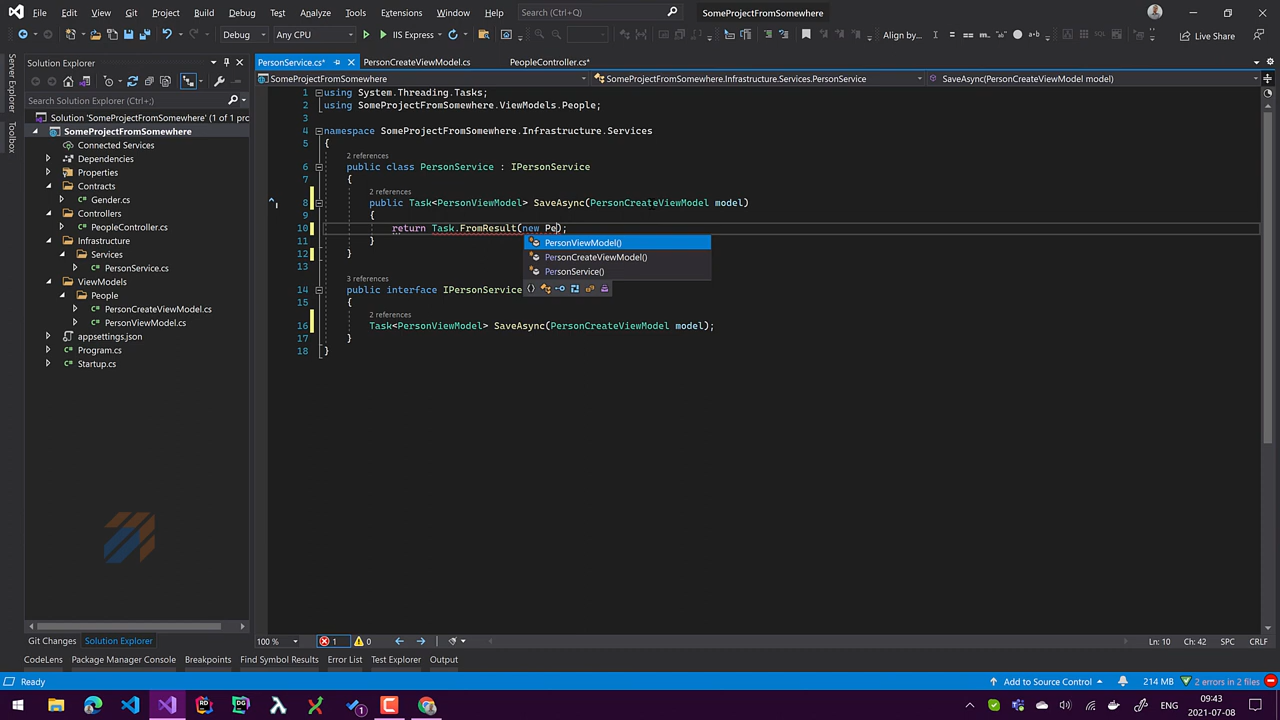 File Edit View Git Project Build Debug Test Analyze Tools Extensions Window Help Search (Ctrl+Q) SomeProjectFromSomewhere
Debug Any CPU IIS Express Align by... Live Share
Server Explorer
Toolbox
Solution Explorer
Search Solution Explorer (Ctrl+;)
Solution 'SomeProjectFromSomewhere' (1 of 1 proj
SomeProjectFromSomewhere
Connected Services
Dependencies
Properties
Contracts
C# Gender.cs
Controllers
C# PeopleController.cs
Infrastructure
Services
C# PersonService.cs
ViewModels
People
C# PersonCreateViewModel.cs
C# PersonViewModel.cs
appsettings.json
C# Program.cs
C# Startup.cs
Git Changes Solution Explorer
PersonService.cs* PersonCreateViewModel.cs PeopleController.cs*
SomeProjectFromSomewhere SomeProjectFromSomewhere.Infrastructure.Services.PersonService SaveAsync(PersonCreateViewModel model)
1 using System.Threading.Tasks;
2 using SomeProjectFromSomewhere.ViewModels.People;
3
4 namespace SomeProjectFromSomewhere.Infrastructure.Services
5 {
2 references
6 public class PersonService : IPersonService
7 {
2 references
8 public Task<PersonViewModel> SaveAsync(PersonCreateViewModel model)
9 {
10 return Task.FromResult(new Pe);
PersonViewModel()
PersonCreateViewModel()
PersonService()
11 }
12 }
13
3 references
14 public interface IPersonService
15 {
2 references
16 Task<PersonViewModel> SaveAsync(PersonCreateViewModel model);
17 }
18 }
100 % 1 0 Ln: 10 Ch: 42 SPC CRLF
CodeLens Package Manager Console Breakpoints Find Symbol Results Error List Test Explorer Output
Ready Add to Source Control 214 MB 2 errors in 2 files
ENG 09:43
2021-07-08